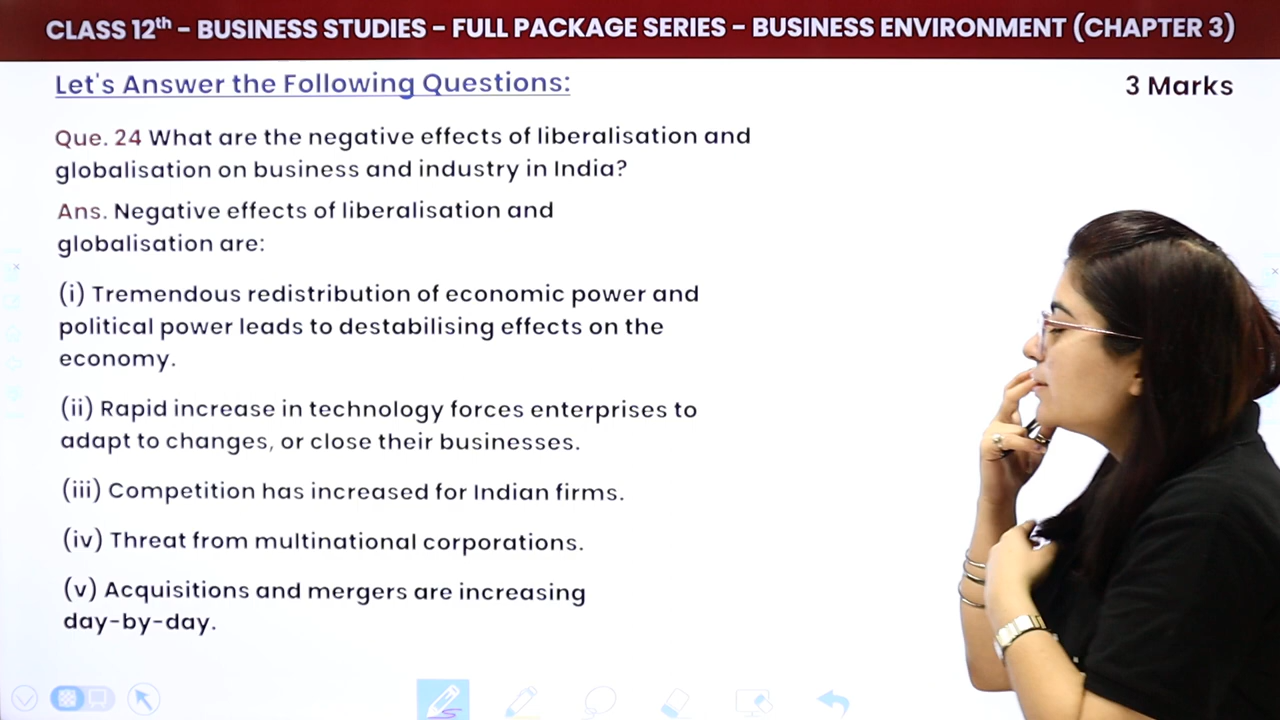 CLASS 12th – BUSINESS STUDIES – FULL PACKAGE SERIES – BUSINESS ENVIRONMENT (CHAPTER 3)
Let's Answer the Following Questions:
3 Marks
Que. 24 What are the negative effects of liberalisation and
globalisation on business and industry in India?
Ans. Negative effects of liberalisation and
globalisation are:
(i) Tremendous redistribution of economic power and
political power leads to destabilising effects on the
economy.
(ii) Rapid increase in technology forces enterprises to
adapt to changes, or close their businesses.
(iii) Competition has increased for Indian firms.
(iv) Threat from multinational corporations.
(v) Acquisitions and mergers are increasing
day-by-day.